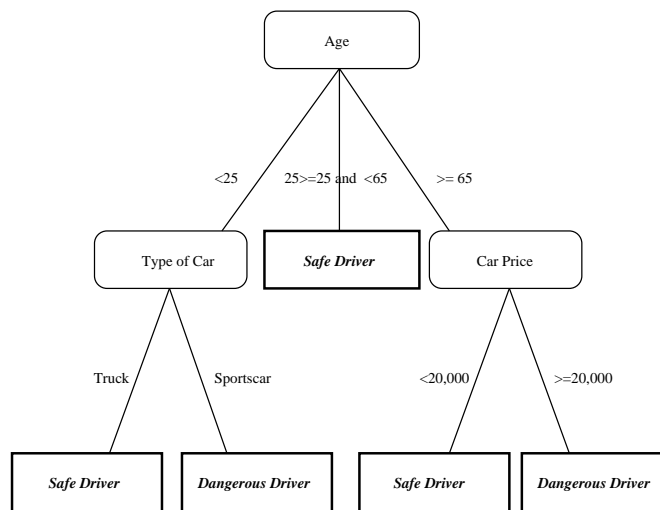 Age
<25
25>=25 and <65
>= 65
Type of Car
Safe Driver
Car Price
Truck
Sportscar
<20,000
>=20,000
Safe Driver
Dangerous Driver
Safe Driver
Dangerous Driver